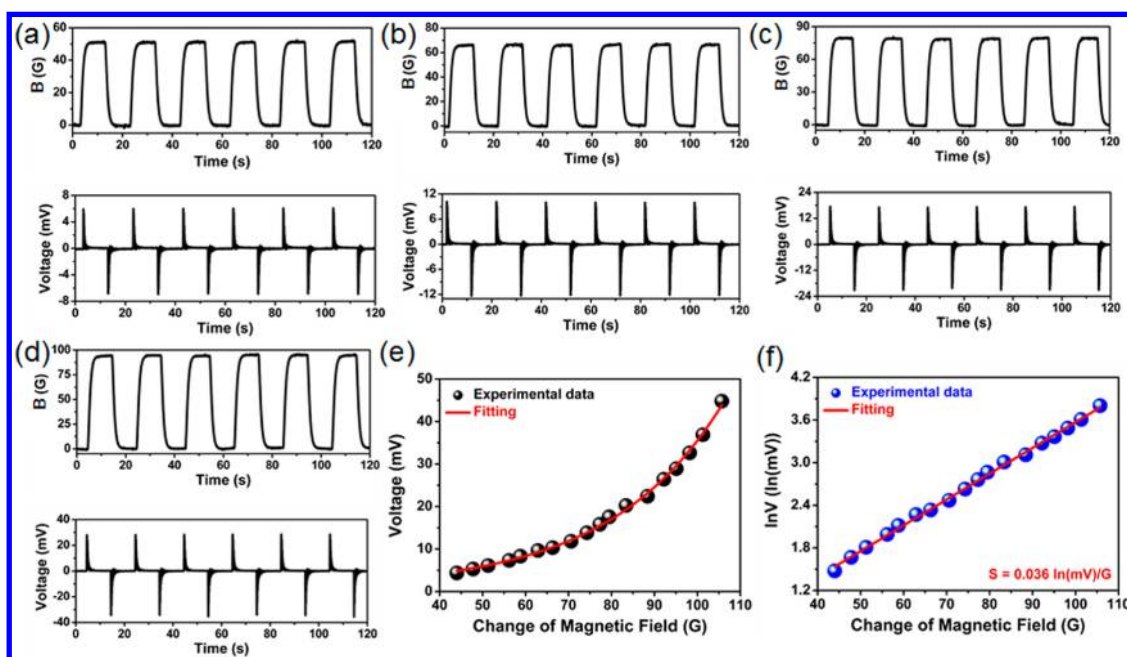 (a)
60
40
20
0
B (G)
0 20 40 60 80 100 120
Time (s)
8
4
0
-4
-8
Voltage (mV)
0 20 40 60 80 100 120
Time (s)
(b)
80
60
40
20
0
B (G)
0 20 40 60 80 100 120
Time (s)
12
6
0
-6
-12
Voltage (mV)
0 20 40 60 80 100 120
Time (s)
(c)
90
60
30
0
B (G)
0 20 40 60 80 100 120
Time (s)
24
12
0
-12
-24
Voltage (mV)
0 20 40 60 80 100 120
Time (s)
(d)
100
75
50
25
0
B (G)
0 20 40 60 80 100 120
Time (s)
40
20
0
-20
-40
Voltage (mV)
0 20 40 60 80 100 120
Time (s)
(e)
50
40
30
20
10
0
Voltage (mV)
Experimental data
Fitting
40 50 60 70 80 90 100 110
Change of Magnetic Field (G)
(f)
4.2
3.6
3.0
2.4
1.8
1.2
lnV (ln(mV))
Experimental data
Fitting
S = 0.036 ln(mV)/G
40 50 60 70 80 90 100 110
Change of Magnetic Field (G)